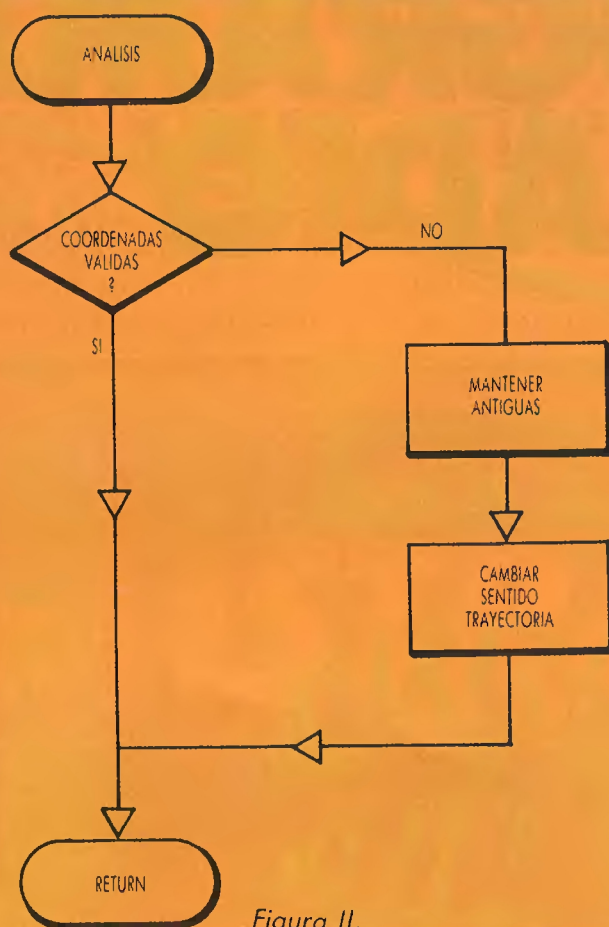 ANALISIS
COORDENADAS
VALIDAS
?
NO
SI
MANTENER
ANTIGUAS
CAMBIAR
SENTIDO
TRAYECTORIA
RETURN
Figura II.